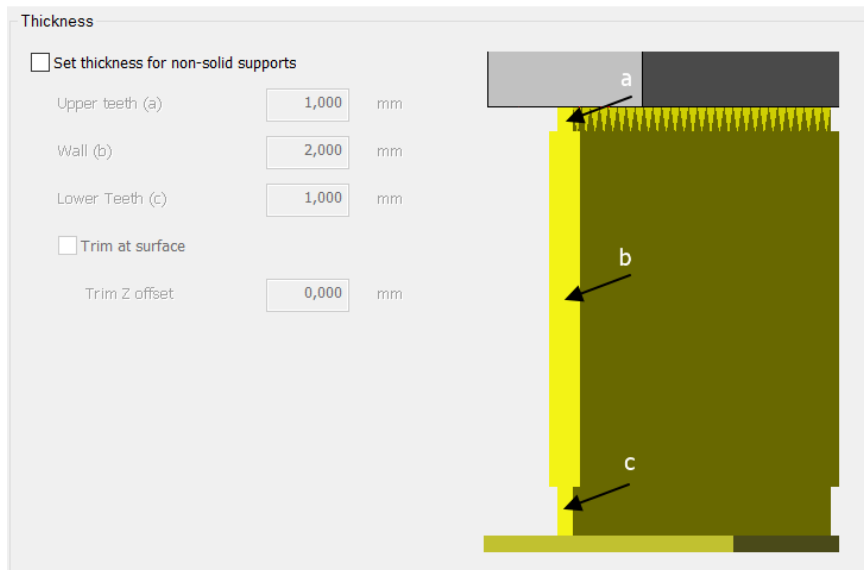 Thickness
Set thickness for non-solid supports
Upper teeth (a) 1,000 mm
Wall (b) 2,000 mm
Lower Teeth (c) 1,000 mm
Trim at surface
Trim Z offset 0,000 mm
a
b
c